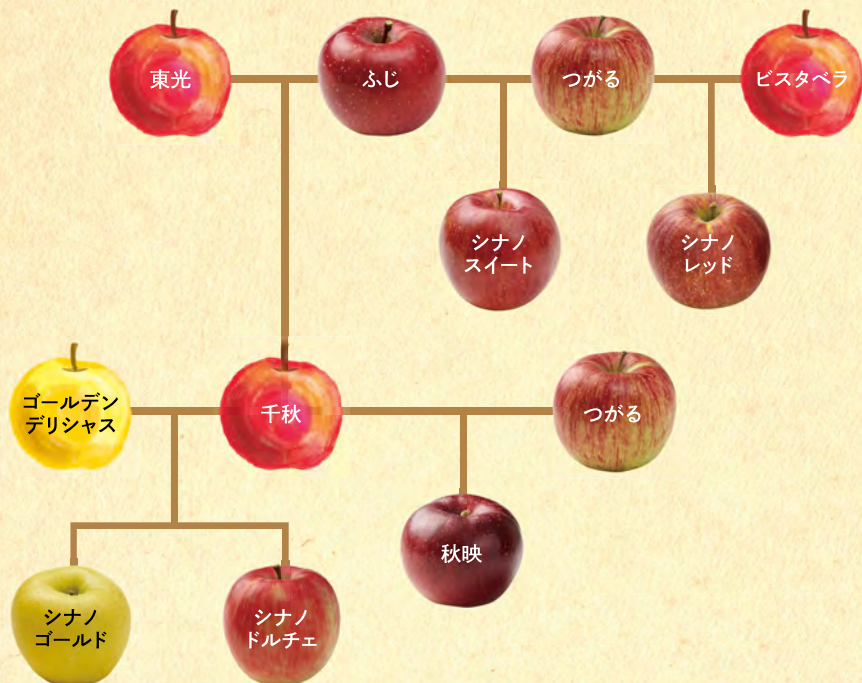 東光
ふじ
つがる
ビスタベラ
シナノ
スイート
シナノ
レッド
ゴールデン
デリシャス
千秋
つがる
秋映
シナノ
ゴールド
シナノ
ドルチェ